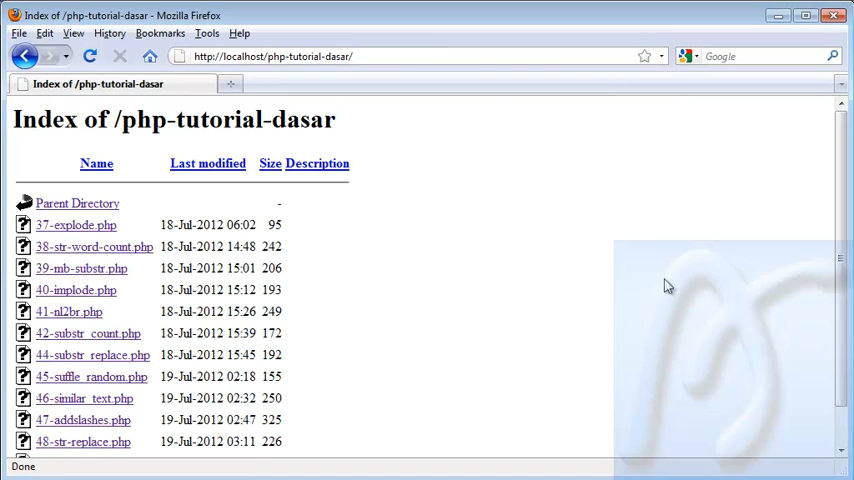 Index of /php-tutorial-dasar - Mozilla Firefox
File Edit View History Bookmarks Tools Help
http://localhost/php-tutorial-dasar/ Google
Index of /php-tutorial-dasar
Index of /php-tutorial-dasar
Name Last modified Size Description
Parent Directory -
37-explode.php 18-Jul-2012 06:02 95
38-str-word-count.php 18-Jul-2012 14:48 242
39-mb-substr.php 18-Jul-2012 15:01 206
40-implode.php 18-Jul-2012 15:12 193
41-nl2br.php 18-Jul-2012 15:26 249
42-substr_count.php 18-Jul-2012 15:39 172
44-substr_replace.php 18-Jul-2012 15:45 192
45-suffle_random.php 19-Jul-2012 02:18 155
46-similar_text.php 19-Jul-2012 02:32 250
47-addslashes.php 19-Jul-2012 02:47 325
48-str-replace.php 19-Jul-2012 03:11 226
Done